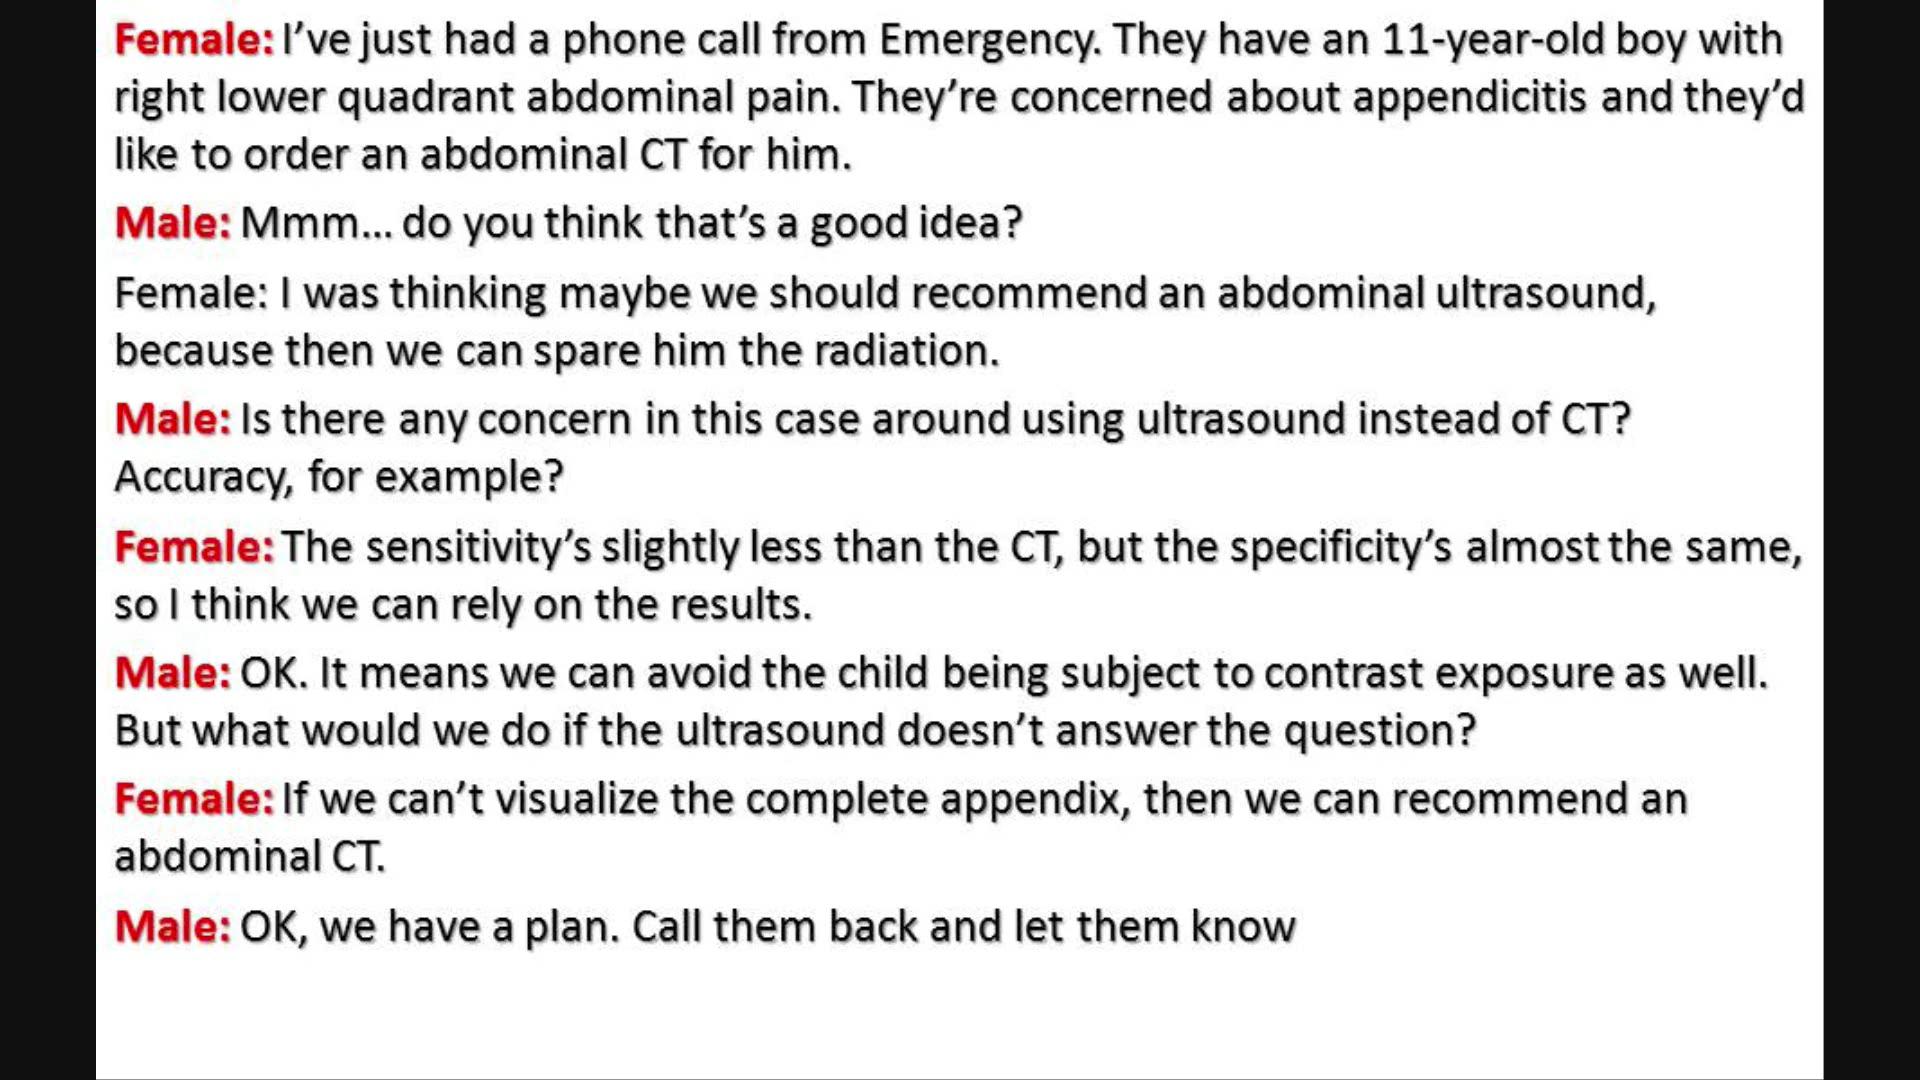 Female: I’ve just had a phone call from Emergency. They have an 11-year-old boy with
right lower quadrant abdominal pain. They’re concerned about appendicitis and they’d
like to order an abdominal CT for him.
Male: Mmm... do you think that’s a good idea?
Female: I was thinking maybe we should recommend an abdominal ultrasound,
because then we can spare him the radiation.
Male: Is there any concern in this case around using ultrasound instead of CT?
Accuracy, for example?
Female: The sensitivity’s slightly less than the CT, but the specificity’s almost the same,
so I think we can rely on the results.
Male: OK. It means we can avoid the child being subject to contrast exposure as well.
But what would we do if the ultrasound doesn’t answer the question?
Female: If we can’t visualize the complete appendix, then we can recommend an
abdominal CT.
Male: OK, we have a plan. Call them back and let them know